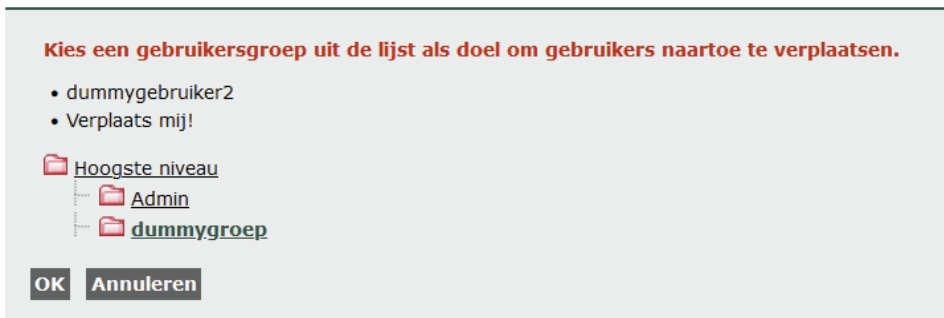 Kies een gebruikersgroep uit de lijst als doel om gebruikers naartoe te verplaatsen.
• dummygebruiker2
• Verplaats mij!
Hoogste niveau
Admin
dummygroep
OK Annuleren